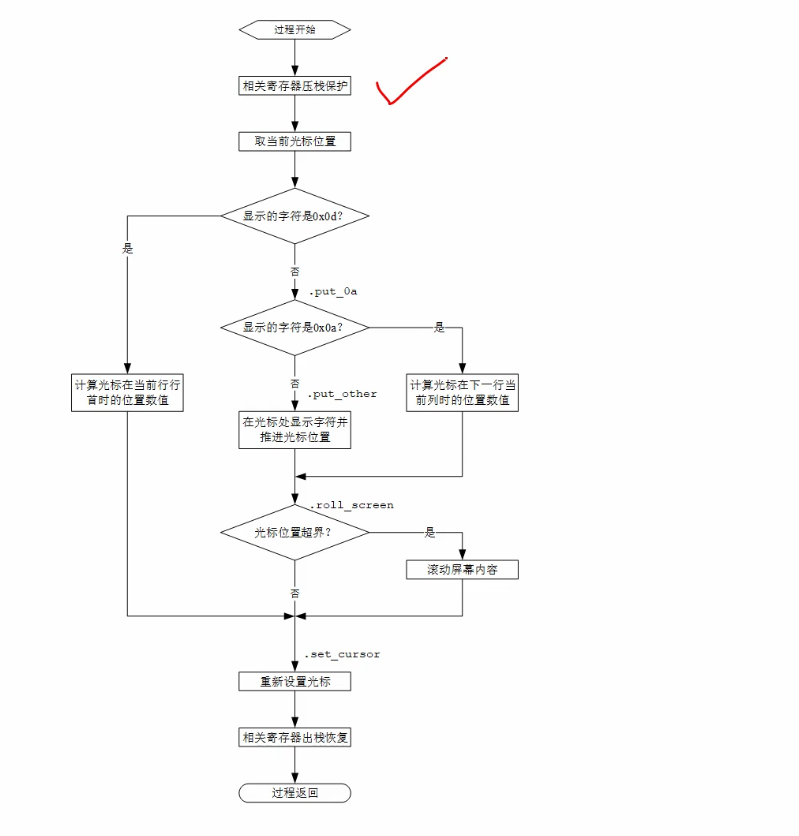 过程开始
相关寄存器压栈保护
取当前光标位置
显示的字符是0x0d?
是
否
.put_0a
显示的字符是0x0a?
是
否
.put_other
计算光标在当前行行
首时的位置数值
在光标处显示字符并
推进光标位置
计算光标在下一行当
前列时的位置数值
.roll_screen
光标位置超界?
是
滚动屏幕内容
否
.set_cursor
重新设置光标
相关寄存器出栈恢复
过程返回